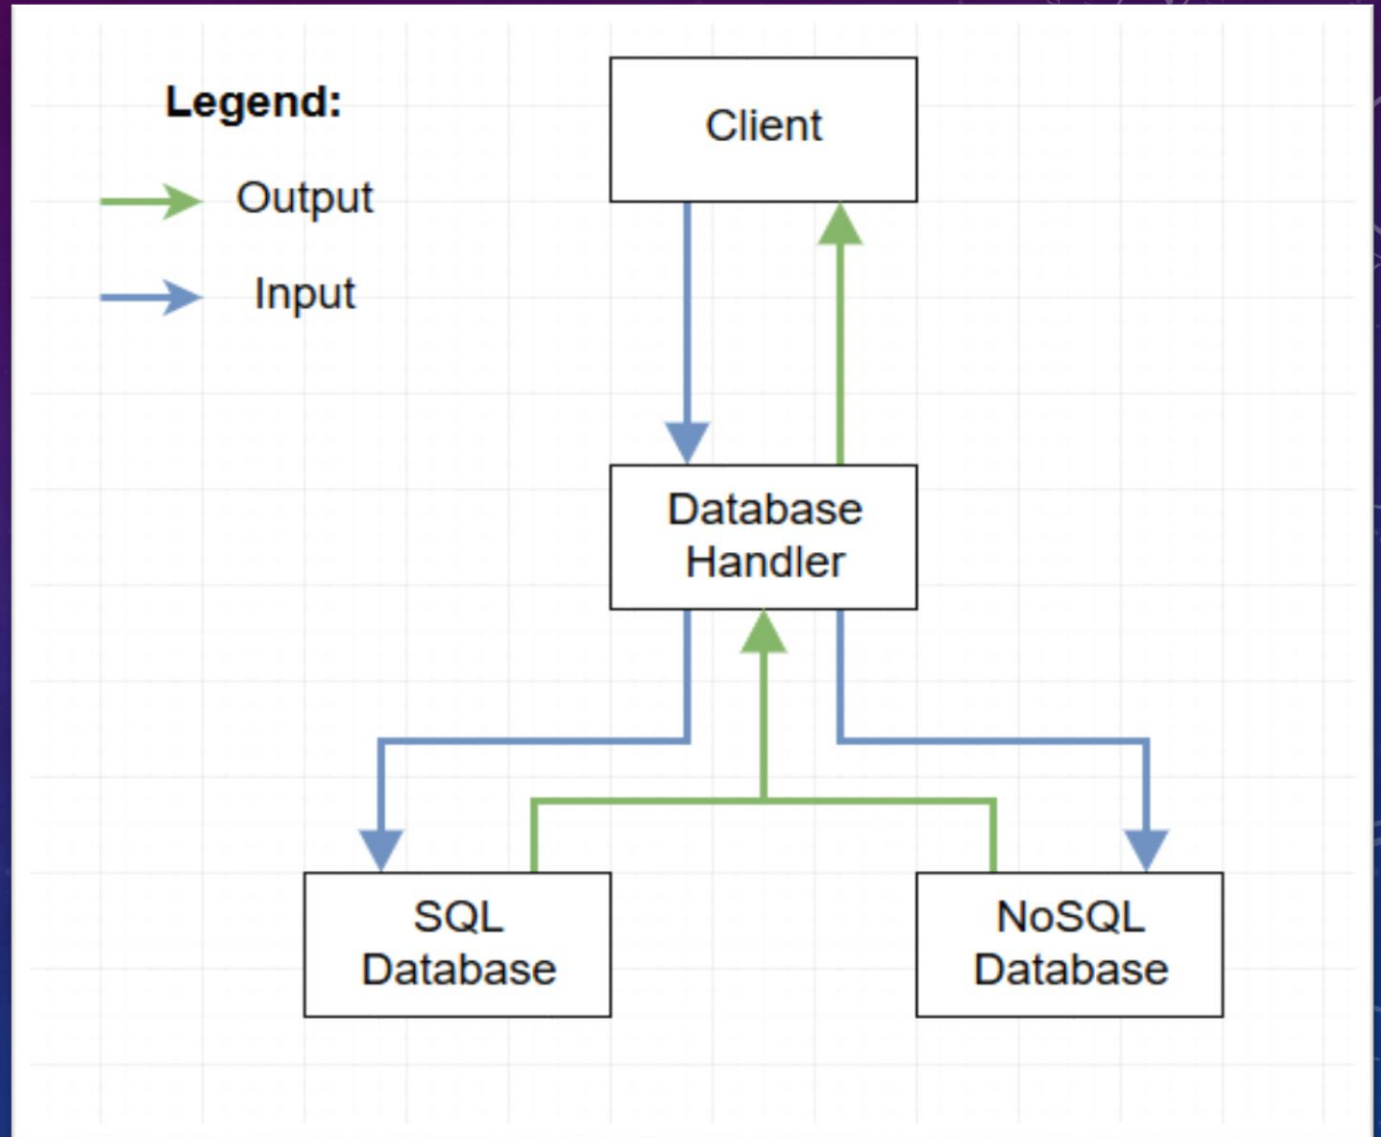 Legend:
Output
Input
Client
Database
Handler
SQL
Database
NoSQL
Database